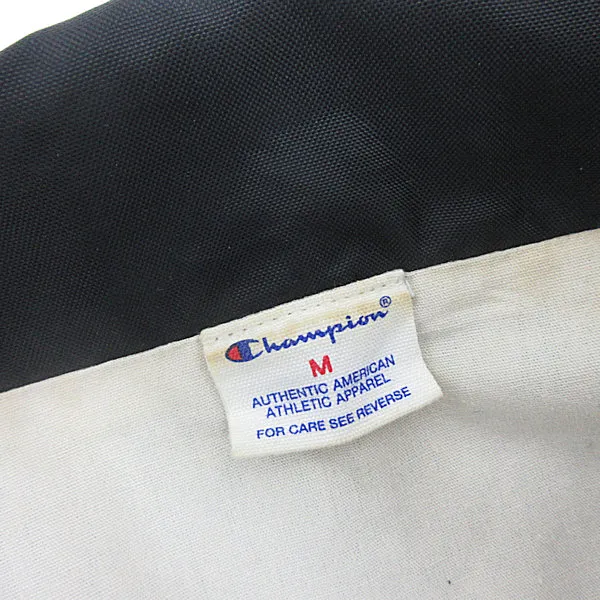 Champion®
M
AUTHENTIC AMERICAN
ATHLETIC APPAREL
FOR CARE SEE REVERSE